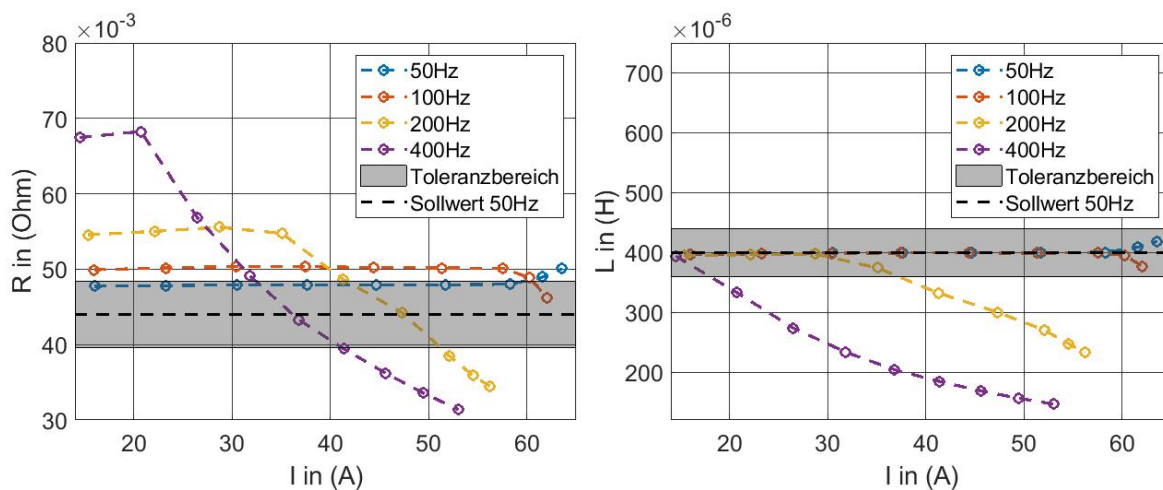 ×10⁻³
80
70
60
50
40
30
R in (Ohm)
20
30
40
50
60
I in (A)
50Hz
100Hz
200Hz
400Hz
Toleranzbereich
Sollwert 50Hz
×10⁻⁶
700
600
500
400
300
200
L in (H)
20
30
40
50
60
I in (A)
50Hz
100Hz
200Hz
400Hz
Toleranzbereich
Sollwert 50Hz